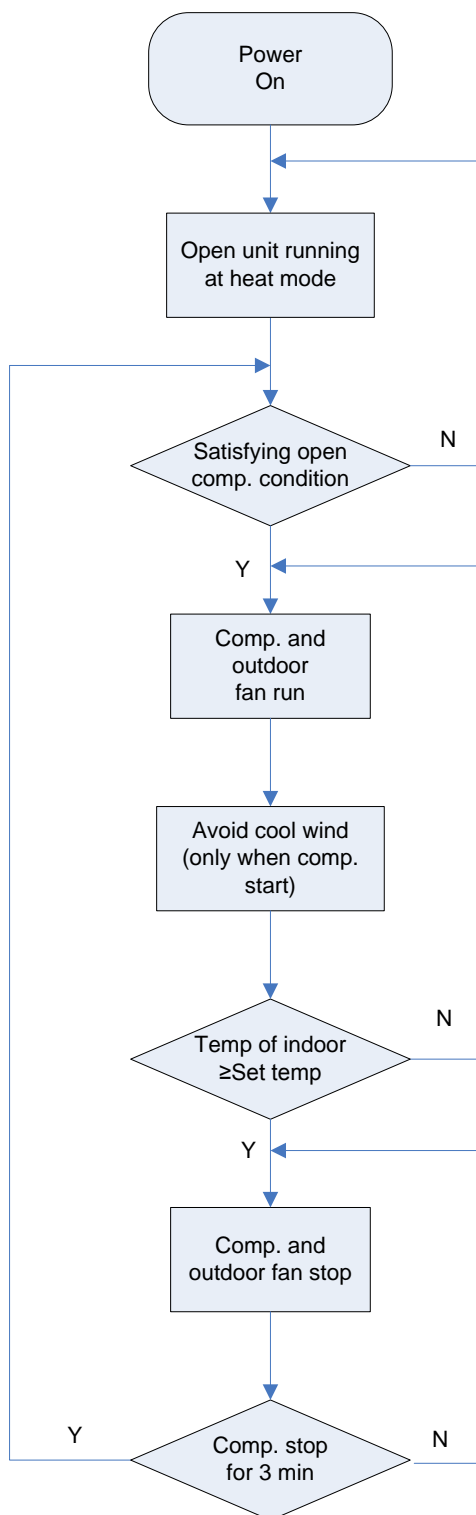 Power
On
Open unit running
at heat mode
Satisfying open
comp. condition
N
Y
Comp. and
outdoor
fan run
Avoid cool wind
(only when comp.
start)
Temp of indoor
≥Set temp
N
Y
Comp. and
outdoor fan stop
Y
Comp. stop
for 3 min
N